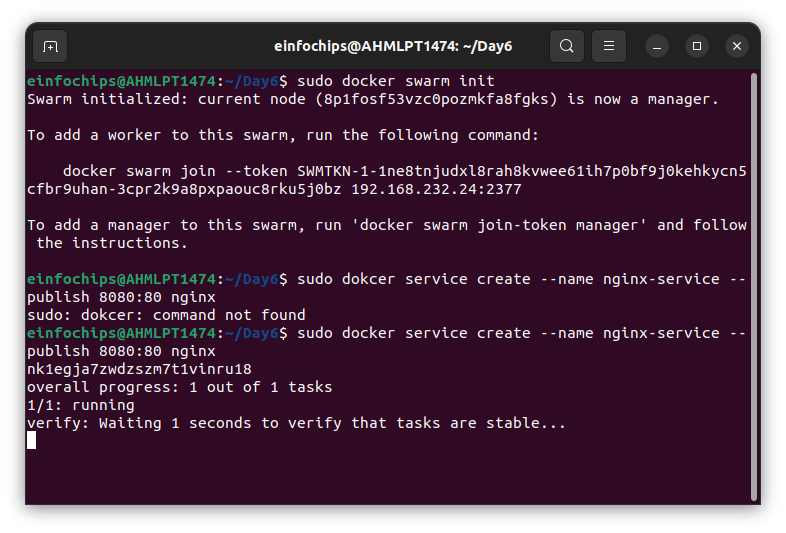 einfochips@AHMLPT1474: ~/Day6
einfochips@AHMLPT1474:~/Day6$ sudo docker swarm init
Swarm initialized: current node (8p1fosf53vzc0pozmkfa8fgks) is now a manager.
To add a worker to this swarm, run the following command:
docker swarm join --token SWMTKN-1-1ne8tnjudxl8rah8kvwee61ih7p0bf9j0kehkycn5
cfbr9uhan-3cpr2k9a8pxpaouc8rku5j0bz 192.168.232.24:2377
To add a manager to this swarm, run 'docker swarm join-token manager' and follow
the instructions.
einfochips@AHMLPT1474:~/Day6$ sudo dokcer service create --name nginx-service --
publish 8080:80 nginx
sudo: dokcer: command not found
einfochips@AHMLPT1474:~/Day6$ sudo docker service create --name nginx-service --
publish 8080:80 nginx
nk1egja7zwdzszm7t1vinru18
overall progress: 1 out of 1 tasks
1/1: running
verify: Waiting 1 seconds to verify that tasks are stable...